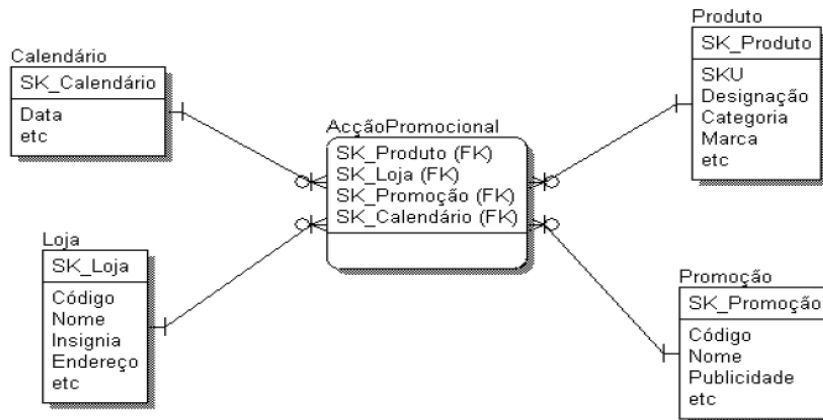 Calendário
SK_Calendário
Data
etc
Produto
SK_Produto
SKU
Designação
Categoria
Marca
etc
AcçãoPromocional
SK_Produto (FK)
SK_Loja (FK)
SK_Promoção (FK)
SK_Calendário (FK)
Loja
SK_Loja
Código
Nome
Insignia
Endereço
etc
Promoção
SK_Promoção
Código
Nome
Publicidade
etc